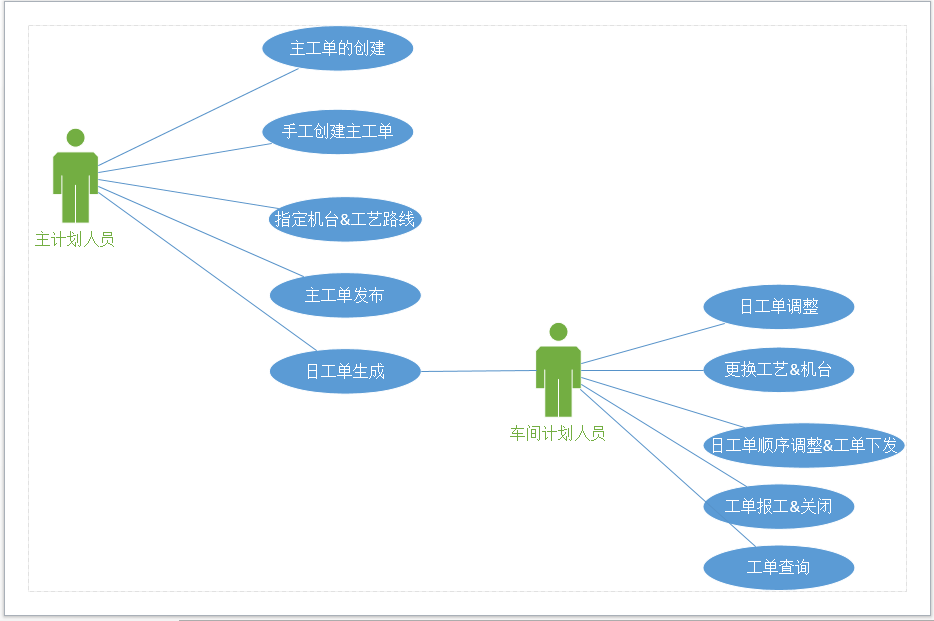 主工单的创建
手工创建主工单
主计划人员
指定机台&工艺路线
主工单发布
日工单生成
车间计划人员
日工单调整
更换工艺&机台
日工单顺序调整&工单下发
工单报工&关闭
工单查询